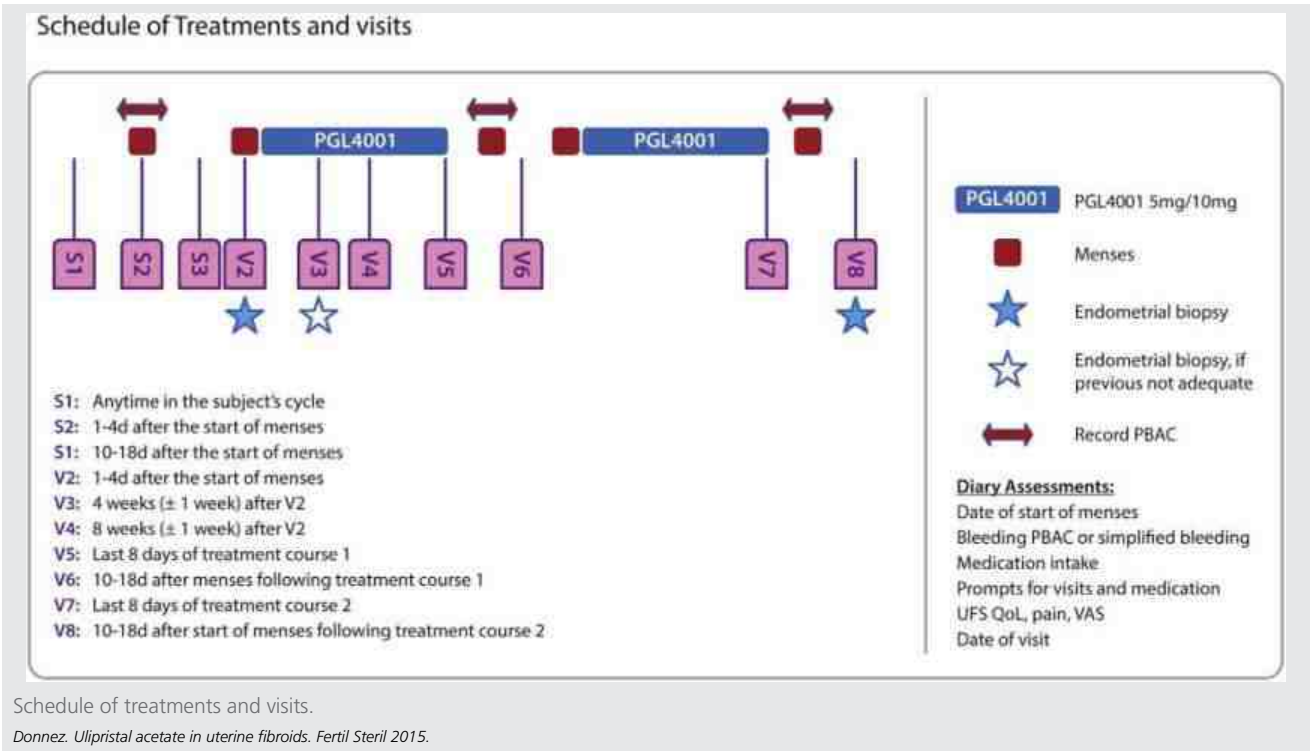 Schedule of Treatments and visits
PGL4001
PGL4001
S1
S2
S3
V2
V3
V4
V5
V6
V7
V8
S1: Anytime in the subject's cycle
S2: 1-4d after the start of menses
S1: 10-18d after the start of menses
V2: 1-4d after the start of menses
V3: 4 weeks (± 1 week) after V2
V4: 8 weeks (± 1 week) after V2
V5: Last 8 days of treatment course 1
V6: 10-18d after menses following treatment course 1
V7: Last 8 days of treatment course 2
V8: 10-18d after start of menses following treatment course 2
PGL4001 PGL4001 5mg/10mg
Menses
Endometrial biopsy
Endometrial biopsy, if
previous not adequate
Record PBAC
Diary Assessments:
Date of start of menses
Bleeding PBAC or simplified bleeding
Medication intake
Prompts for visits and medication
UFS QoL, pain, VAS
Date of visit
Schedule of treatments and visits.
Donnez. Ulipristal acetate in uterine fibroids. Fertil Steril 2015.